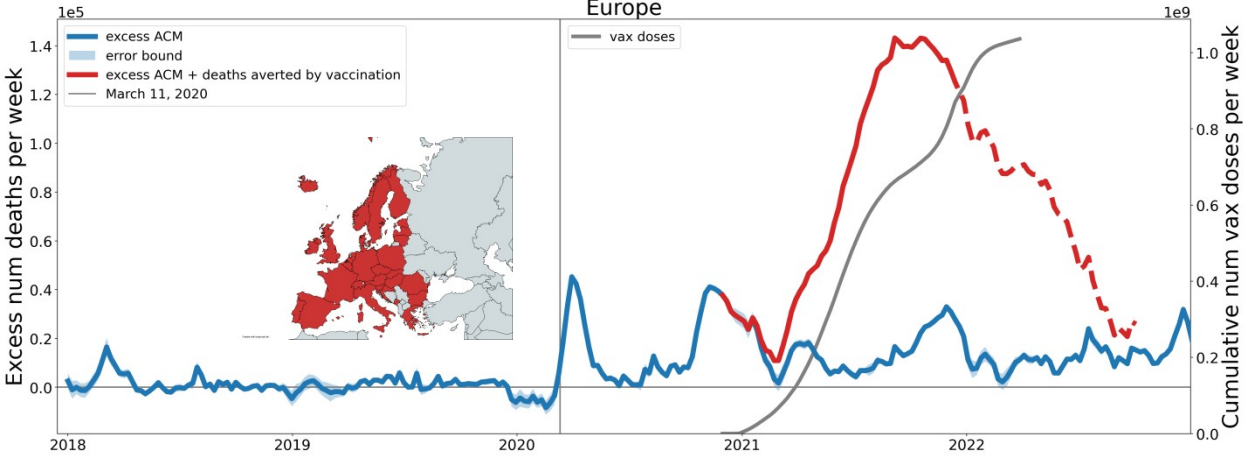 Europe
1e5
1e9
excess ACM
error bound
excess ACM + deaths averted by vaccination
March 11, 2020
vax doses
Excess num deaths per week
1.4
1.2
1.0
0.8
0.6
0.4
0.2
0.0
Cumulative num vax doses per week
1.0
0.8
0.6
0.4
0.2
0.0
2018
2019
2020
2021
2022